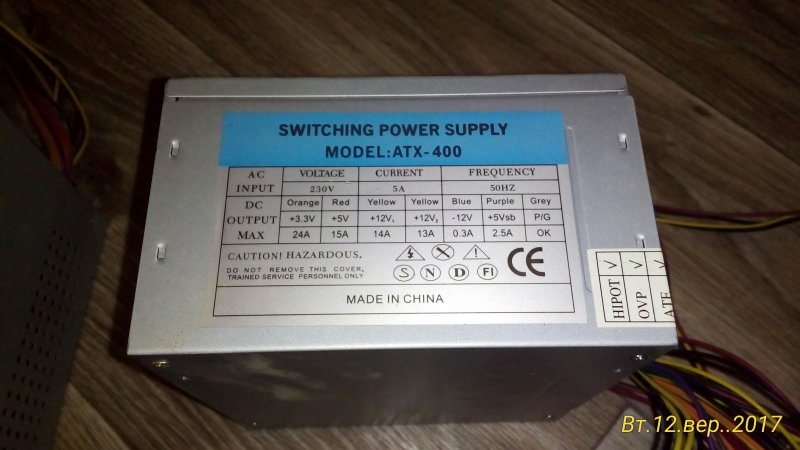 SWITCHING POWER SUPPLY
MODEL:ATX-400
AC INPUT VOLTAGE CURRENT FREQUENCY
230V 5A 50HZ
DC OUTPUT MAX Orange Red Yellow Yellow Blue Purple Grey
+3.3V +5V +12V₁ +12V₂ -12V +5Vsb P/G
24A 15A 14A 13A 0.3A 2.5A OK
CAUTION! HAZARDOUS.
DO NOT REMOVE THIS COVER,
TRAINED SERVICE PERSONNEL ONLY
S N D FI CE
MADE IN CHINA
HIPOT √
OVP √
ATE √
Вт.12.вер..2017